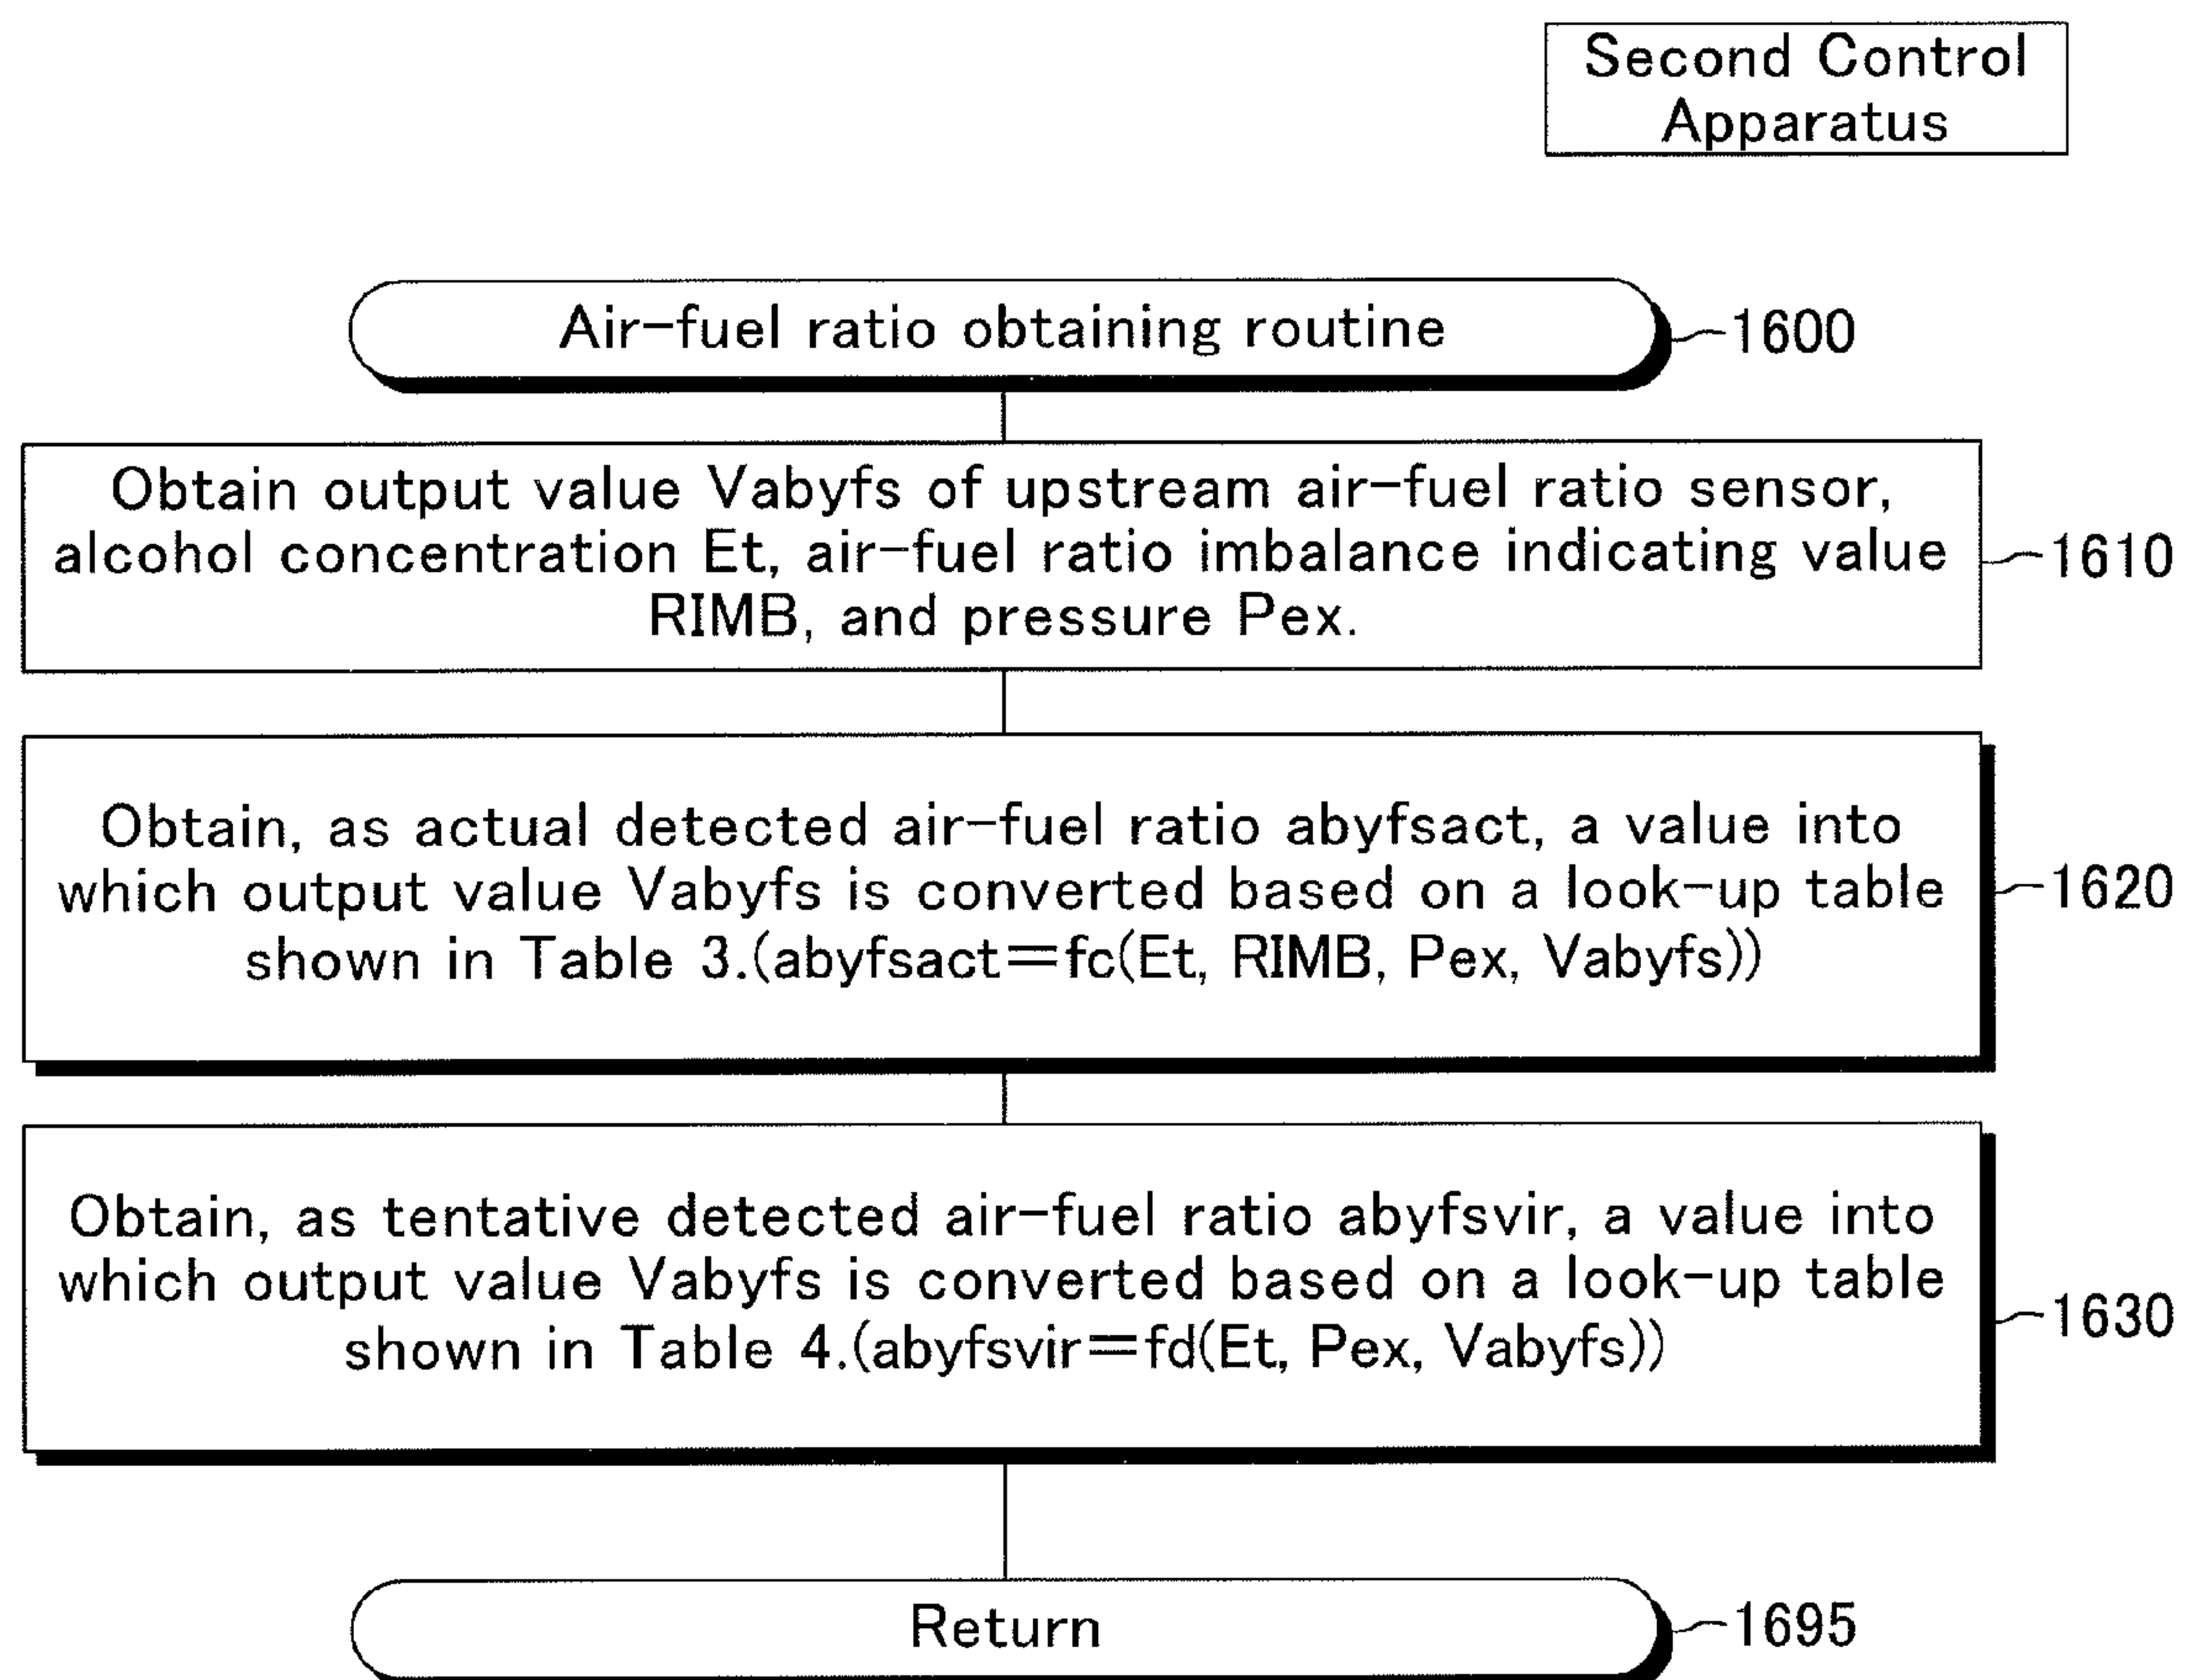 Second Control
Apparatus
Air-fuel ratio obtaining routine
1600
Obtain output value Vabyfs of upstream air-fuel ratio sensor,
alcohol concentration Et, air-fuel ratio imbalance indicating value
RIMB, and pressure Pex.
1610
Obtain, as actual detected air-fuel ratio abyfsact, a value into
which output value Vabyfs is converted based on a look-up table
shown in Table 3.(abyfsact=fc(Et, RIMB, Pex, Vabyfs))
1620
Obtain, as tentative detected air-fuel ratio abyfsvir, a value into
which output value Vabyfs is converted based on a look-up table
shown in Table 4.(abyfsvir=fd(Et, Pex, Vabyfs))
1630
Return
1695